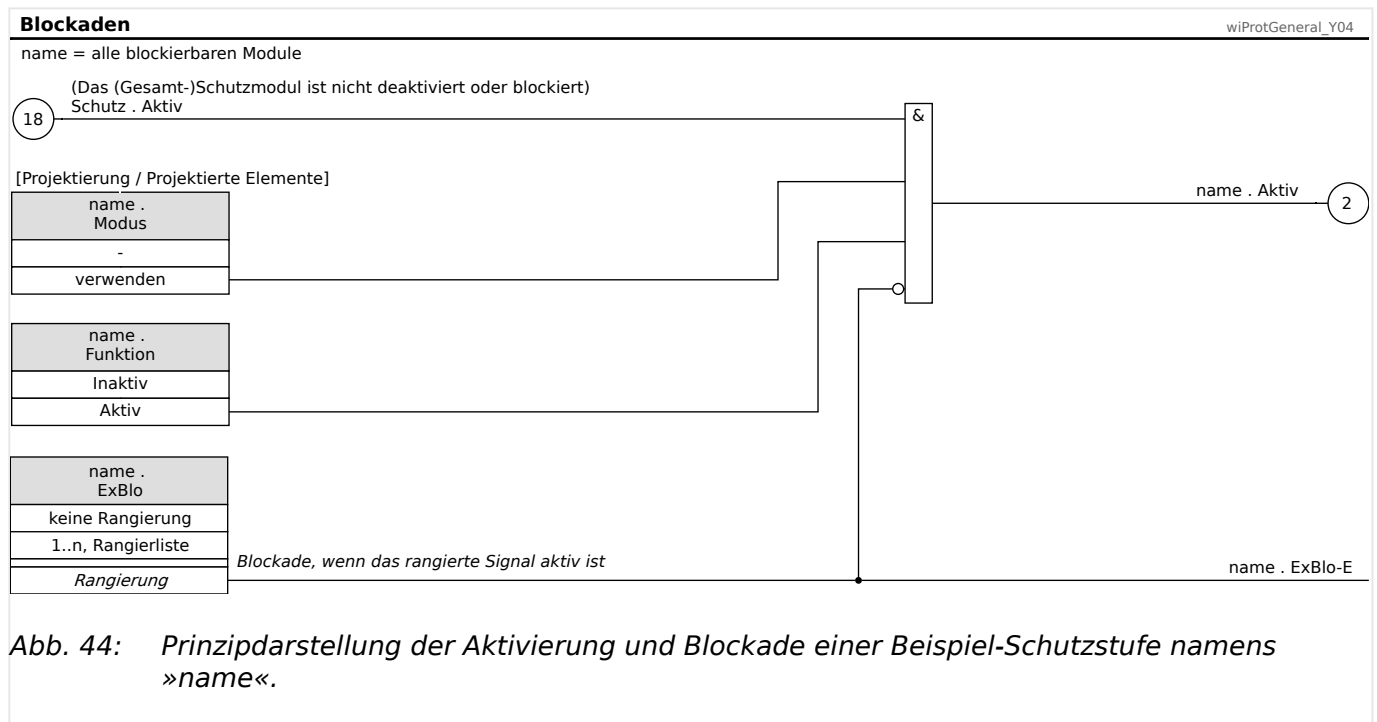 Blockaden
wiProtGeneral_Y04
name = alle blockierbaren Module
(Das (Gesamt-)Schutzmodul ist nicht deaktiviert oder blockiert)
18
Schutz . Aktiv
&
[Projektierung / Projektierte Elemente]
name .
Modus
-
verwenden
name . Aktiv
2
name .
Funktion
Inaktiv
Aktiv
name .
ExBlo
keine Rangierung
1..n, Rangierliste
Rangierung
Blockade, wenn das rangierte Signal aktiv ist
name . ExBlo-E
Abb. 44: Prinzipdarstellung der Aktivierung und Blockade einer Beispiel-Schutzstufe namens
»name«.